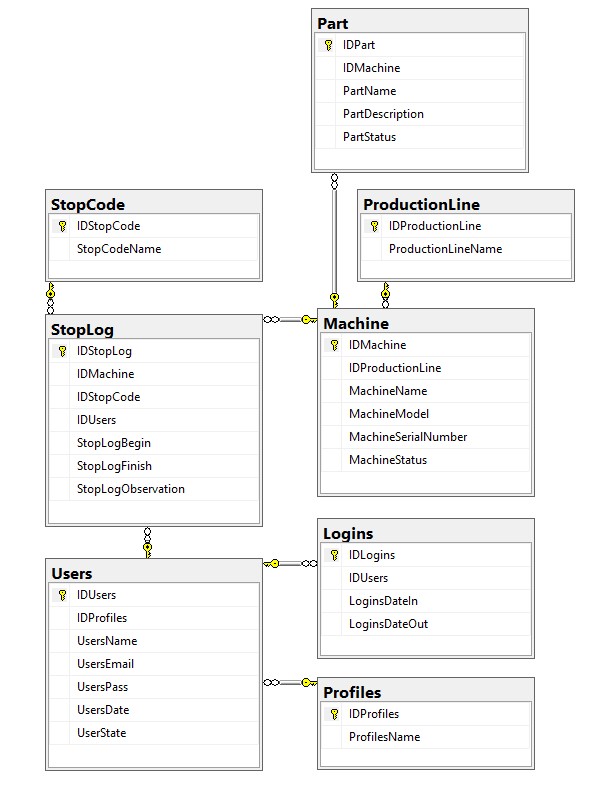 Part
IDPart
IDMachine
PartName
PartDescription
PartStatus
StopCode
IDStopCode
StopCodeName
ProductionLine
IDProductionLine
ProductionLineName
StopLog
IDStopLog
IDMachine
IDStopCode
IDUsers
StopLogBegin
StopLogFinish
StopLogObservation
Machine
IDMachine
IDProductionLine
MachineName
MachineModel
MachineSerialNumber
MachineStatus
Logins
IDLogins
IDUsers
LoginsDateIn
LoginsDateOut
Users
IDUsers
IDProfiles
UsersName
UsersEmail
UsersPass
UsersDate
UserState
Profiles
IDProfiles
ProfilesName